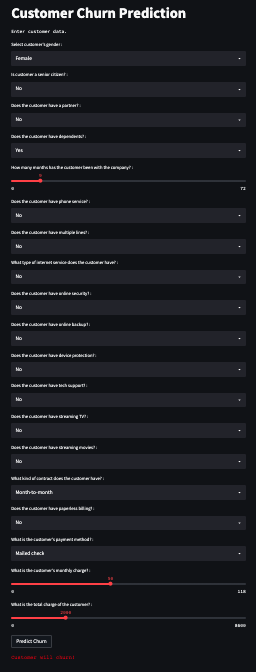 Customer Churn Prediction
Enter customer data.
Select customer's gender:
Female
Is customer a senior citizen? :
No
Does the customer have a partner? :
No
Does the customer have dependents? :
Yes
How many months has the customer been with the company? :
0 72
Does the customer have phone service? :
No
Does the customer have multiple lines? :
No
What type of internet service does the customer have? :
No
Does the customer have online security? :
No
Does the customer have online backup? :
No
Does the customer have device protection? :
No
Does the customer have tech support? :
No
Does the customer have streaming TV? :
No
Does the customer have streaming movies? :
No
What kind of contract does the customer have? :
Month-to-month
Does the customer have paperless billing? :
No
What is the customer's payment method? :
Mailed check
What is the customer's monthly charge? :
50
0 118
What is the total charge of the customer? :
2000
0 8600
Predict Churn
Customer will churn!